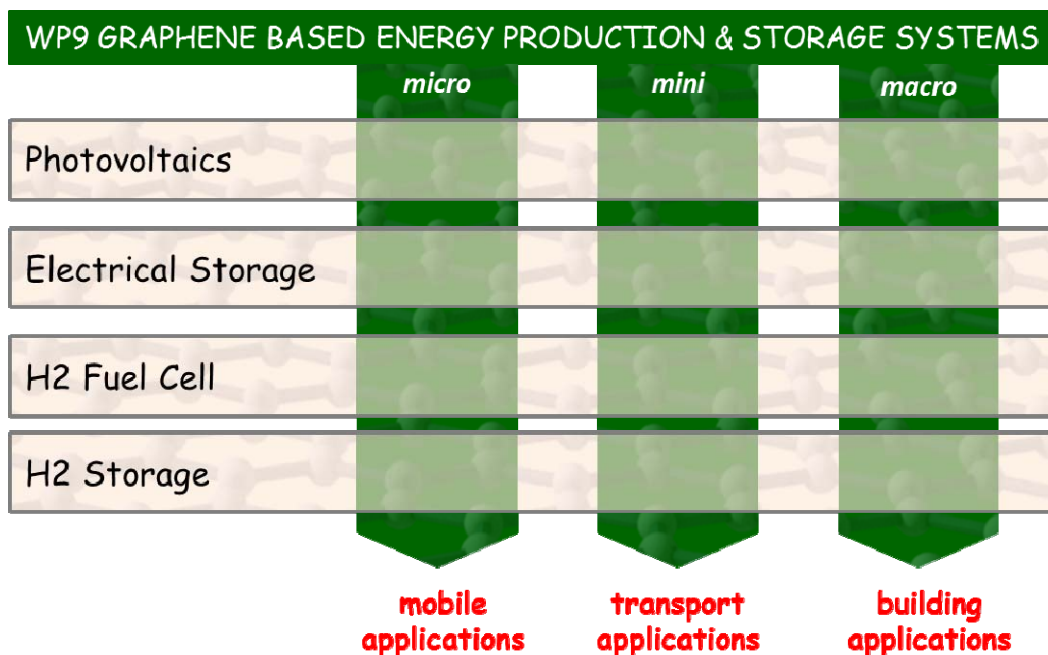 WP9 GRAPHENE BASED ENERGY PRODUCTION & STORAGE SYSTEMS
micro mini macro
Photovoltaics
Electrical Storage
H2 Fuel Cell
H2 Storage
mobile transport building
applications applications applications